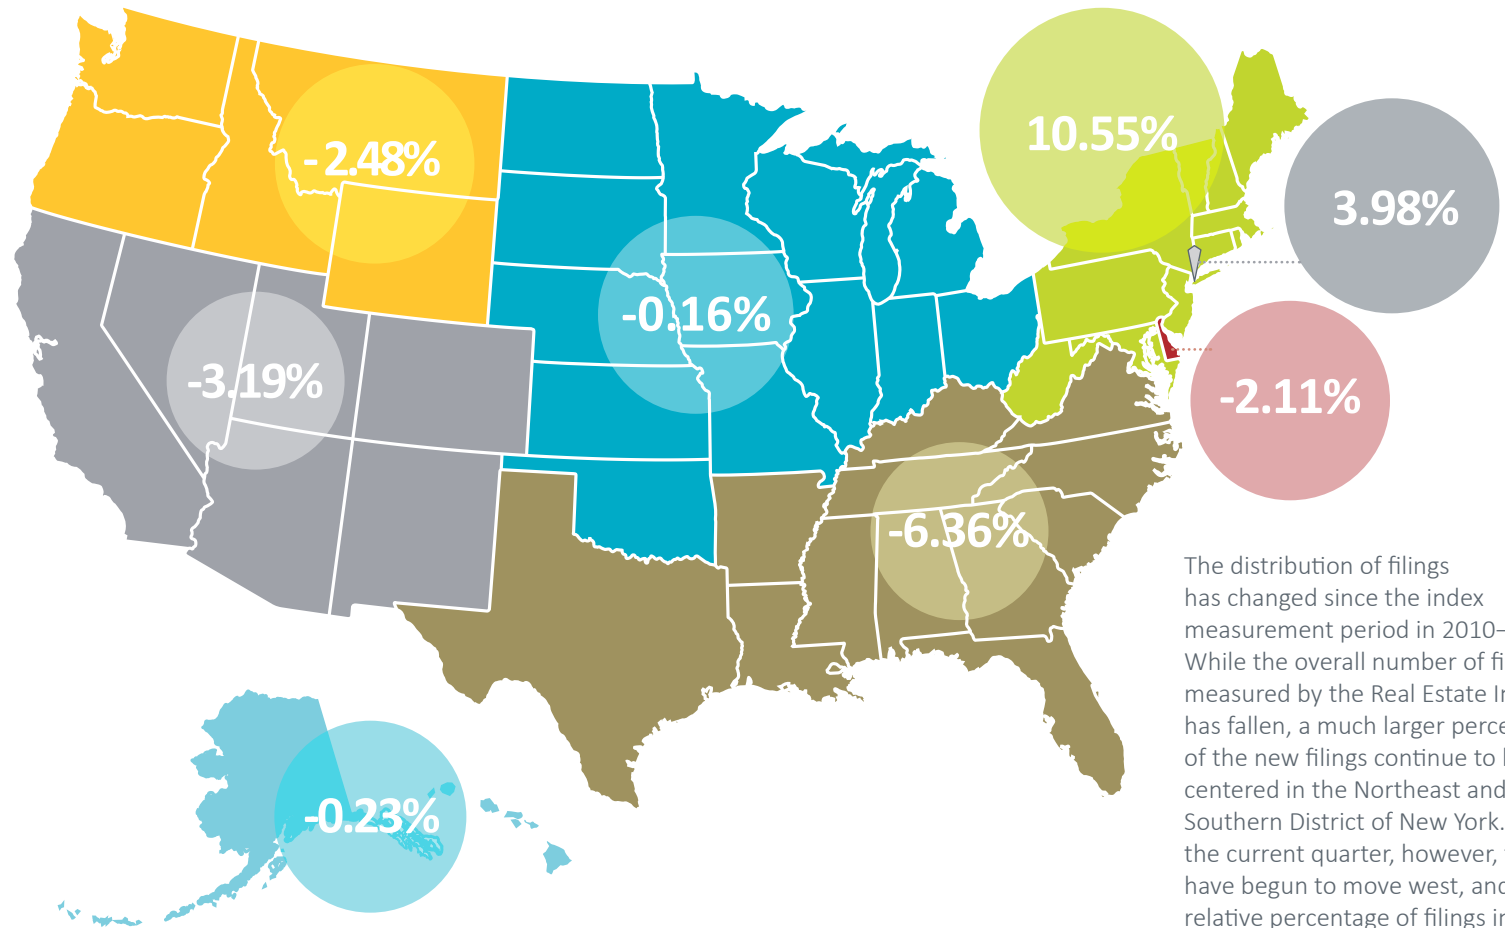 10.55%
-2.48%
3.98%
-0.16%
-3.19%
-2.11%
-6.36%
-0.23%
The distribution of filings
has changed since the index
measurement period in 2010–
While the overall number of
measured by the Real Estate
has fallen, a much larger
of the new filings continue to
centered in the Northeast and
Southern District of New York.
the current quarter, however,
have begun to move west, and
relative percentage of filings in